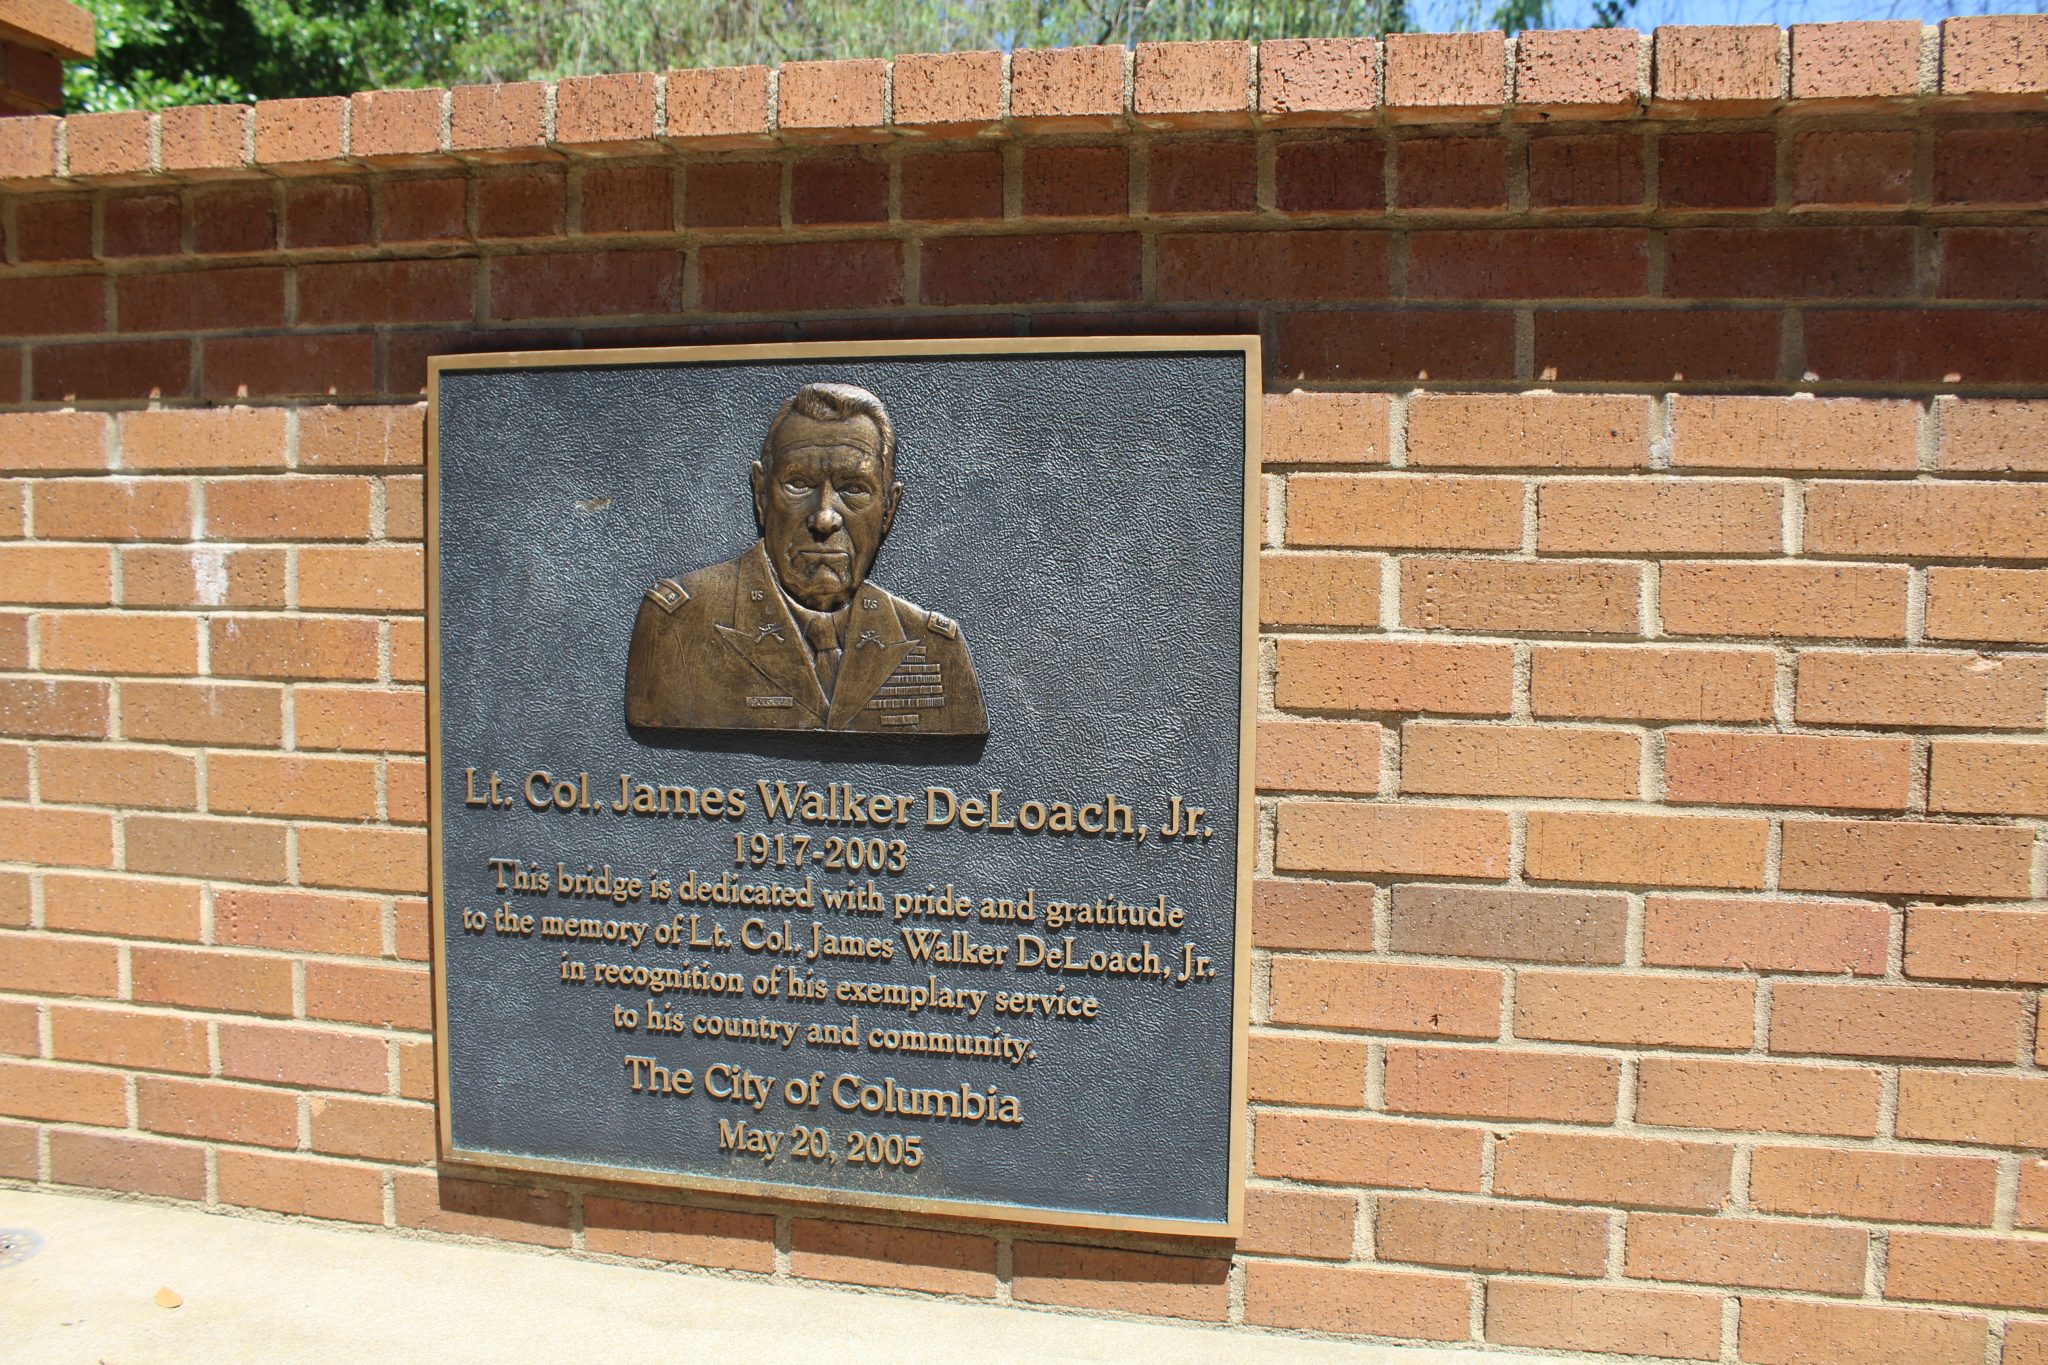 US US
Lt. Col. James Walker DeLoach, Jr.
1917-2003
This bridge is dedicated with pride and gratitude
to the memory of Lt. Col. James Walker DeLoach, Jr.
in recognition of his exemplary service
to his country and community.
The City of Columbia
May 20, 2005